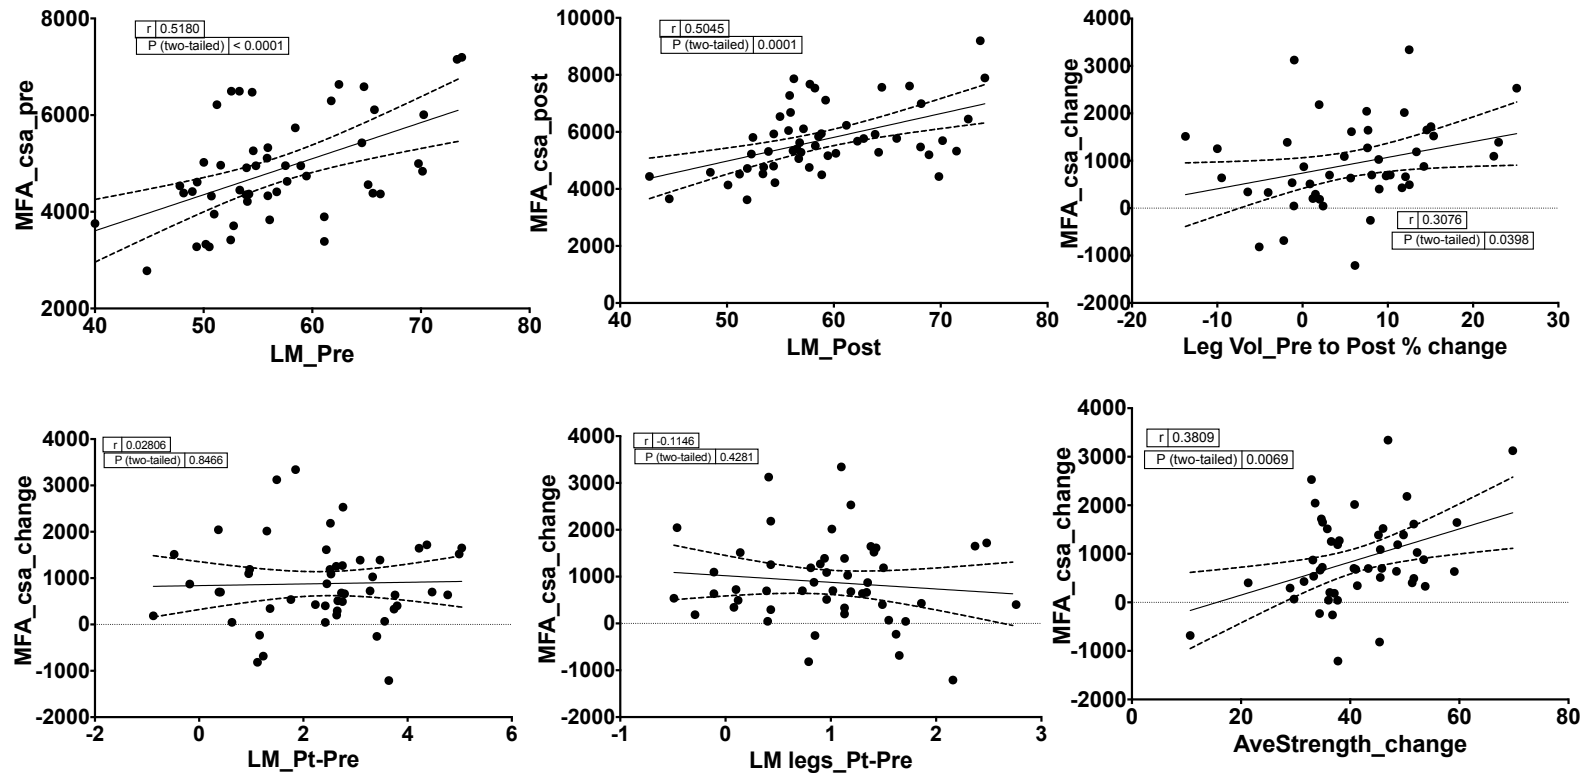 r 0.5180
P (two-tailed) < 0.0001
8000
6000
4000
2000
MFA_csa_pre
40 50 60 70 80
LM_Pre
r 0.5045
P (two-tailed) 0.0001
10000
8000
6000
4000
2000
0
MFA_csa_post
40 50 60 70 80
LM_Post
4000
3000
2000
1000
0
-1000
-2000
MFA_csa_change
r 0.3076
P (two-tailed) 0.0398
-20 -10 0 10 20 30
Leg Vol_Pre to Post % change
r 0.02806
P (two-tailed) 0.8466
4000
3000
2000
1000
0
-1000
-2000
MFA_csa_change
-2 0 2 4 6
LM_Pt-Pre
r -0.1146
P (two-tailed) 0.4281
4000
3000
2000
1000
0
-1000
-2000
MFA_csa_change
-1 0 1 2 3
LM legs_Pt-Pre
r 0.3809
P (two-tailed) 0.0069
4000
3000
2000
1000
0
-1000
-2000
MFA_csa_change
0 20 40 60 80
AveStrength_change